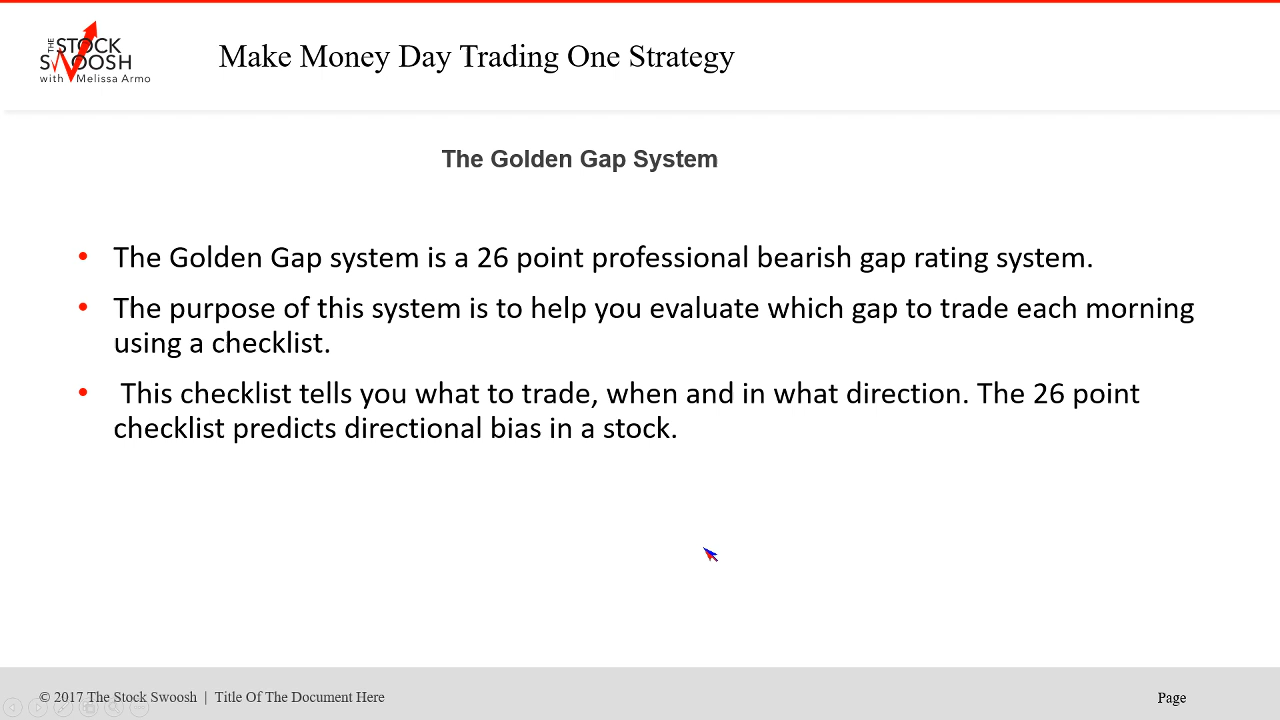 THE
STOCK
SWOOSH
with Melissa Armo
Make Money Day Trading One Strategy
The Golden Gap System
• The Golden Gap system is a 26 point professional bearish gap rating system.
• The purpose of this system is to help you evaluate which gap to trade each morning
using a checklist.
• This checklist tells you what to trade, when and in what direction. The 26 point
checklist predicts directional bias in a stock.
© 2017 The Stock Swoosh | Title Of The Document Here
Page